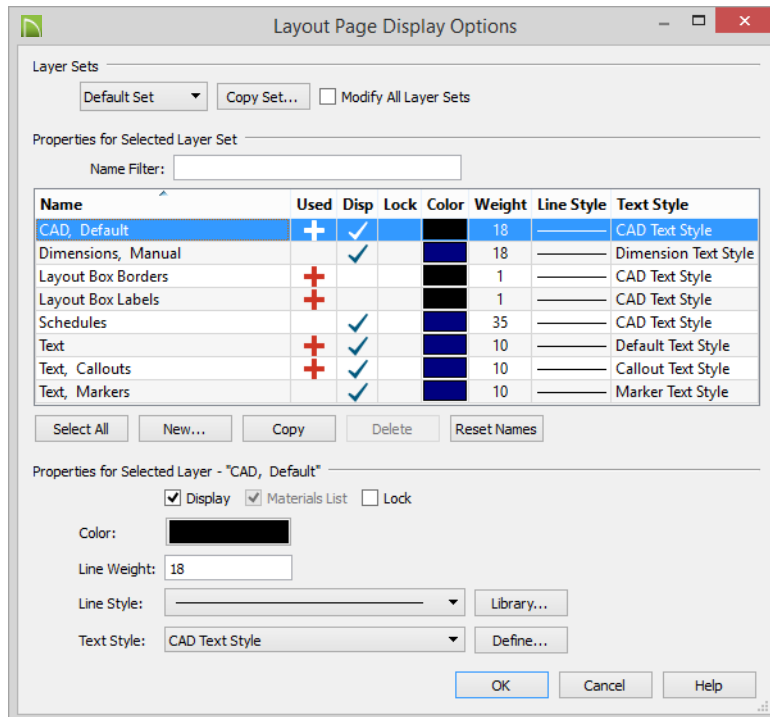 Layout Page Display Options
Layer Sets
Default Set Copy Set... Modify All Layer Sets
Properties for Selected Layer Set
Name Filter:
Name Used Disp Lock Color Weight Line Style Text Style
CAD, Default 18 CAD Text Style
Dimensions, Manual 18 Dimension Text Style
Layout Box Borders 1 CAD Text Style
Layout Box Labels 1 CAD Text Style
Schedules 35 CAD Text Style
Text 10 Default Text Style
Text, Callouts 10 Callout Text Style
Text, Markers 10 Marker Text Style
Select All New... Copy Delete Reset Names
Properties for Selected Layer - "CAD, Default"
Display Materials List Lock
Color:
Line Weight: 18
Line Style: Library...
Text Style: CAD Text Style Define...
OK Cancel Help